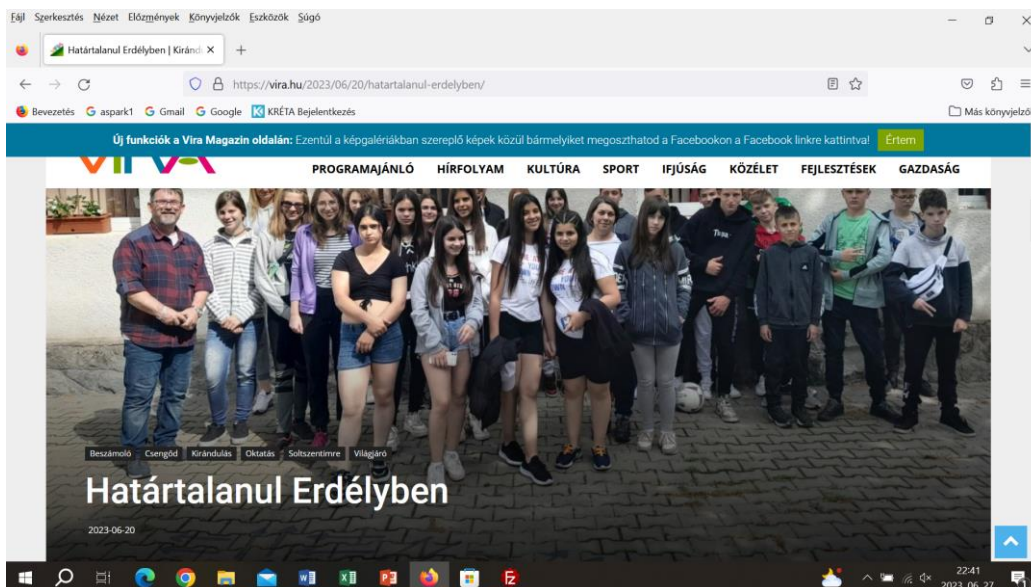 Fájl Szerkesztés Nézet Előzmények Könyvjelzők Eszközök Súgó
Határtalanul Erdélyben | Kiránd
https://vira.hu/2023/06/20/hatartalanul-erdelyben/
Bevezetés aspark1 Gmail Google KRÉTA Bejelentkezés Más könyvjelző
Új funkciók a Vira Magazin oldalán: Ezentúl a képgalériákban szereplő képek közül bármelyiket megoszthatod a Facebookon a Facebook linkre kattintva! Értem
VIRA
PROGRAMAJÁNLÓ HÍRFOLYAM KULTÚRA SPORT IFJÚSÁG KÖZÉLET FEJLESZTÉSEK GAZDASÁG
Beszámoló Csengőd Kirándulás Oktatás Soltszentimre Világjáró
Határtalanul Erdélyben
2023-06-20
22:41
2023. 06. 27.